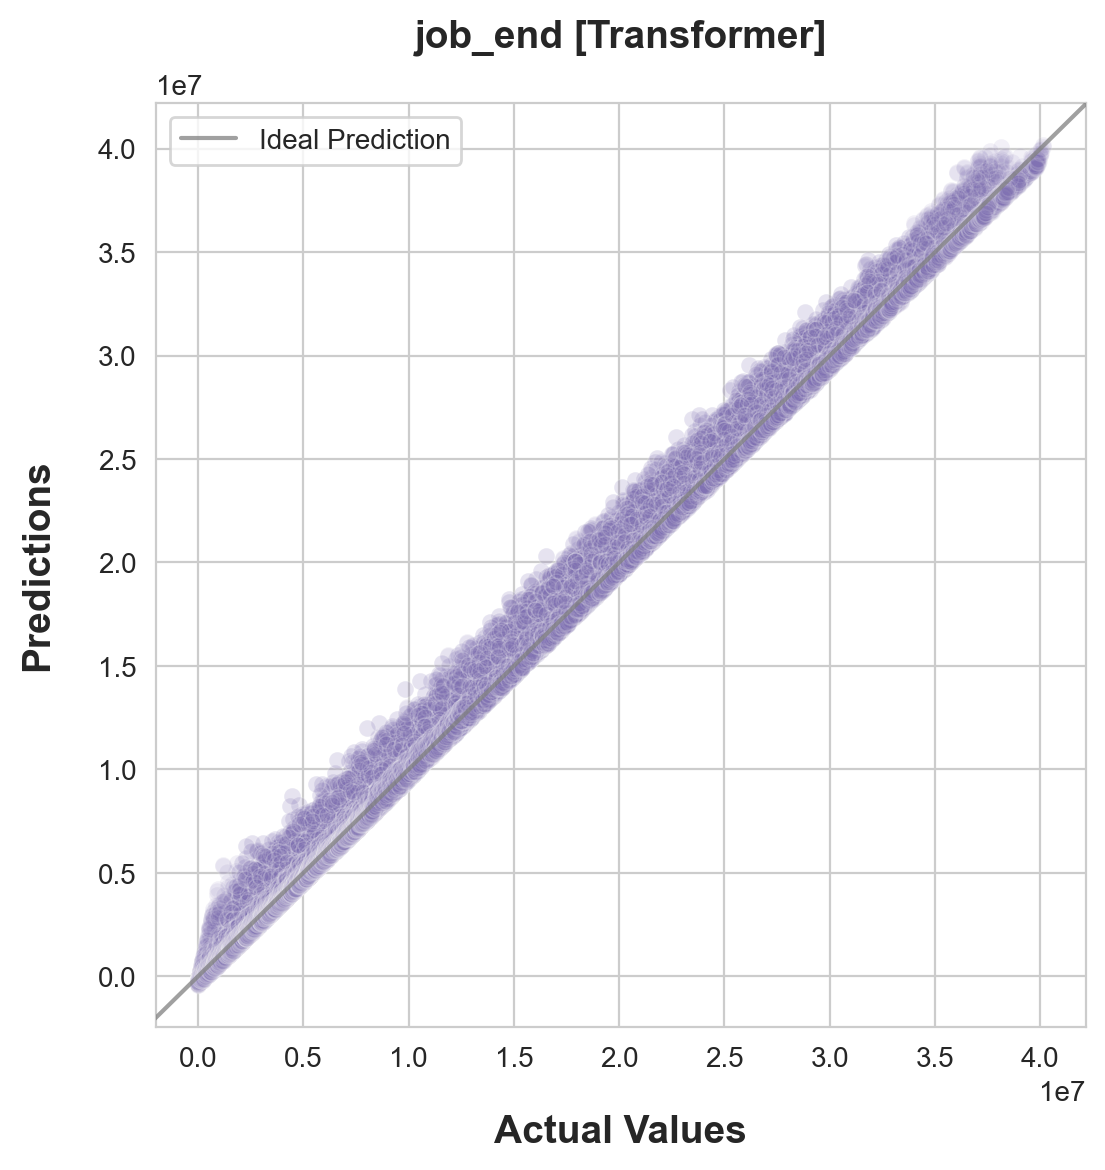 job_end [Transformer]
1e7
Ideal Prediction
4.0
3.5
3.0
2.5
2.0
1.5
1.0
0.5
0.0
Predictions
0.0 0.5 1.0 1.5 2.0 2.5 3.0 3.5 4.0
1e7
Actual Values